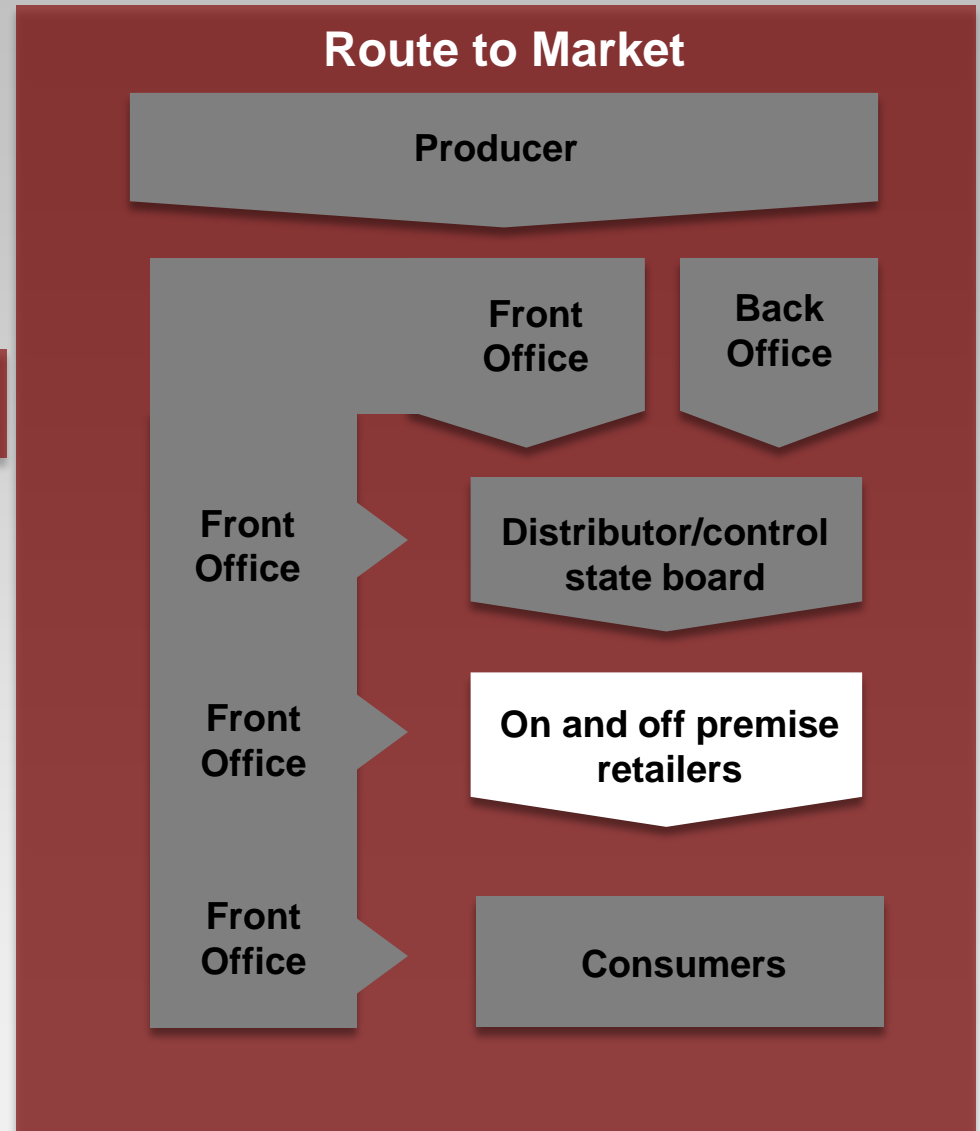 Route to Market
Producer
Front
Office
Back
Office
Front
Office
Distributor/control
state board
Front
Office
On and off premise
retailers
Front
Office
Consumers